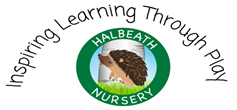 Inspiring Learning Through Play
HALBEATH
NURSERY